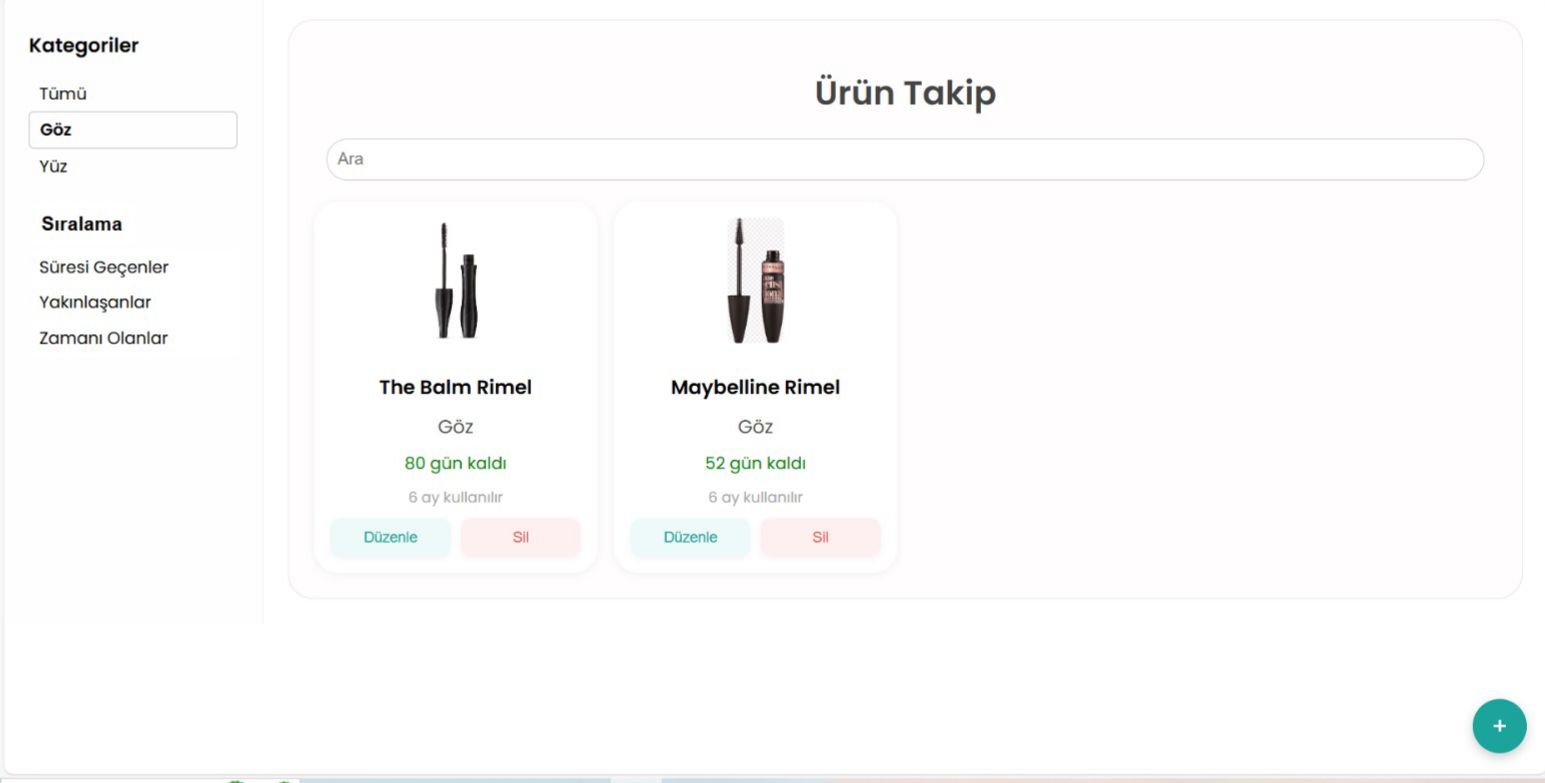 Kategoriler
Tümü
Göz
Yüz
Sıralama
Süresi Geçenler
Yakınlaşanlar
Zamanı Olanlar
Ürün Takip
Ara
The Balm Rimel
Göz
80 gün kaldı
6 ay kullanılır
Düzenle
Sil
Maybelline Rimel
Göz
52 gün kaldı
6 ay kullanılır
Düzenle
Sil
+